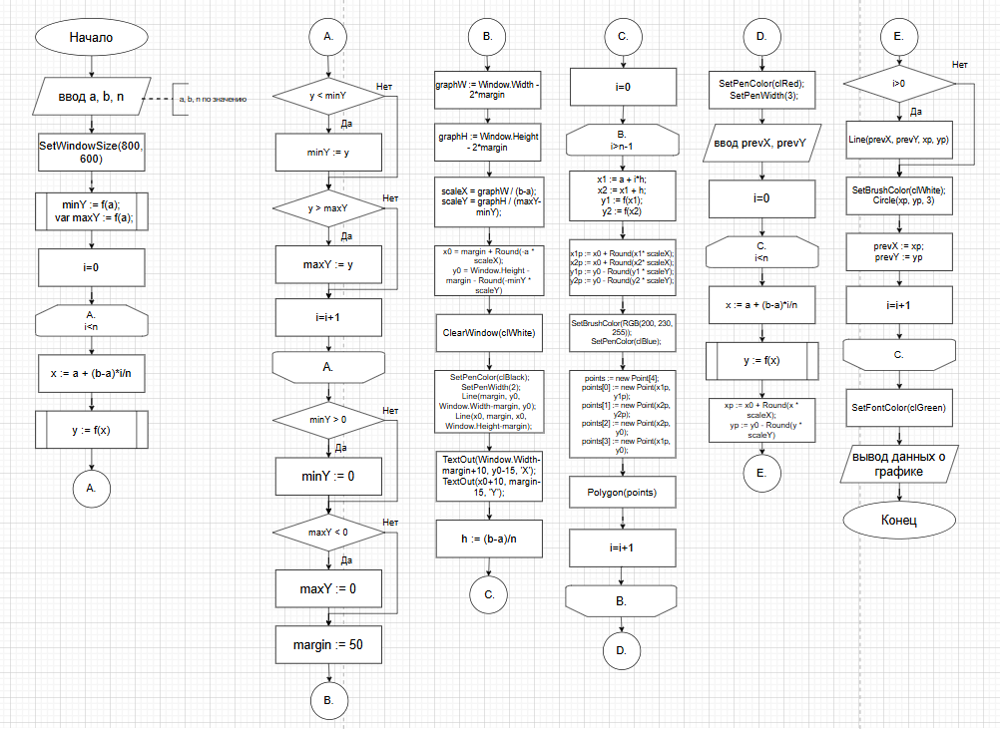 Начало
ввод a, b, n
a, b, n по значению
SetWindowSize(800,
600)
minY := f(a);
var maxY := f(a);
i=0
A.
i<n
x := a + (b-a)*i/n
y := f(x)
A.
A.
y < minY
Нет
Да
minY := y
y > maxY
Нет
Да
maxY := y
i=i+1
A.
minY > 0
Нет
Да
minY := 0
maxY < 0
Нет
Да
maxY := 0
margin := 50
B.
B.
graphW := Window.Width -
2*margin
graphH := Window.Height
- 2*margin
scaleX = graphW / (b-a);
scaleY = graphH / (maxY-
minY);
x0 = margin + Round(-a *
scaleX);
y0 = Window.Height -
margin - Round(-minY *
scaleY)
ClearWindow(clWhite)
SetPenColor(clBlack);
SetPenWidth(2);
Line(margin, y0,
Window.Width-margin, y0);
Line(x0, margin, x0,
Window.Height-margin);
TextOut(Window.Width-
margin+10, y0-15, 'X');
TextOut(x0+10, margin-
15, 'Y');
h := (b-a)/n
C.
C.
i=0
B.
i>n-1
x1 := a + i*h;
x2 := x1 + h;
y1 := f(x1);
y2 := f(x2)
x1p := x0 + Round(x1* scaleX);
x2p := x0 + Round(x2* scaleX);
y1p := y0 - Round(y1 * scaleY);
y2p := y0 - Round(y2 * scaleY);
SetBrushColor(RGB(200, 230,
255));
SetPenColor(clBlue);
points := new Point[4];
points[0] := new Point(x1p,
y1p);
points[1] := new Point(x2p,
y2p);
points[2] := new Point(x2p,
y0);
points[3] := new Point(x1p,
y0);
Polygon(points)
i=i+1
B.
D.
D.
SetPenColor(clRed);
SetPenWidth(3);
ввод prevX, prevY
i=0
C.
i<n
x := a + (b-a)*i/n
y := f(x)
xp := x0 + Round(x *
scaleX);
yp := y0 - Round(y *
scaleY)
E.
E.
i>0
Нет
Да
Line(prevX, prevY, xp, yp)
SetBrushColor(clWhite);
Circle(xp, yp, 3)
prevX := xp;
prevY := yp
i=i+1
C.
SetFontColor(clGreen)
вывод данных о
графике
Конец